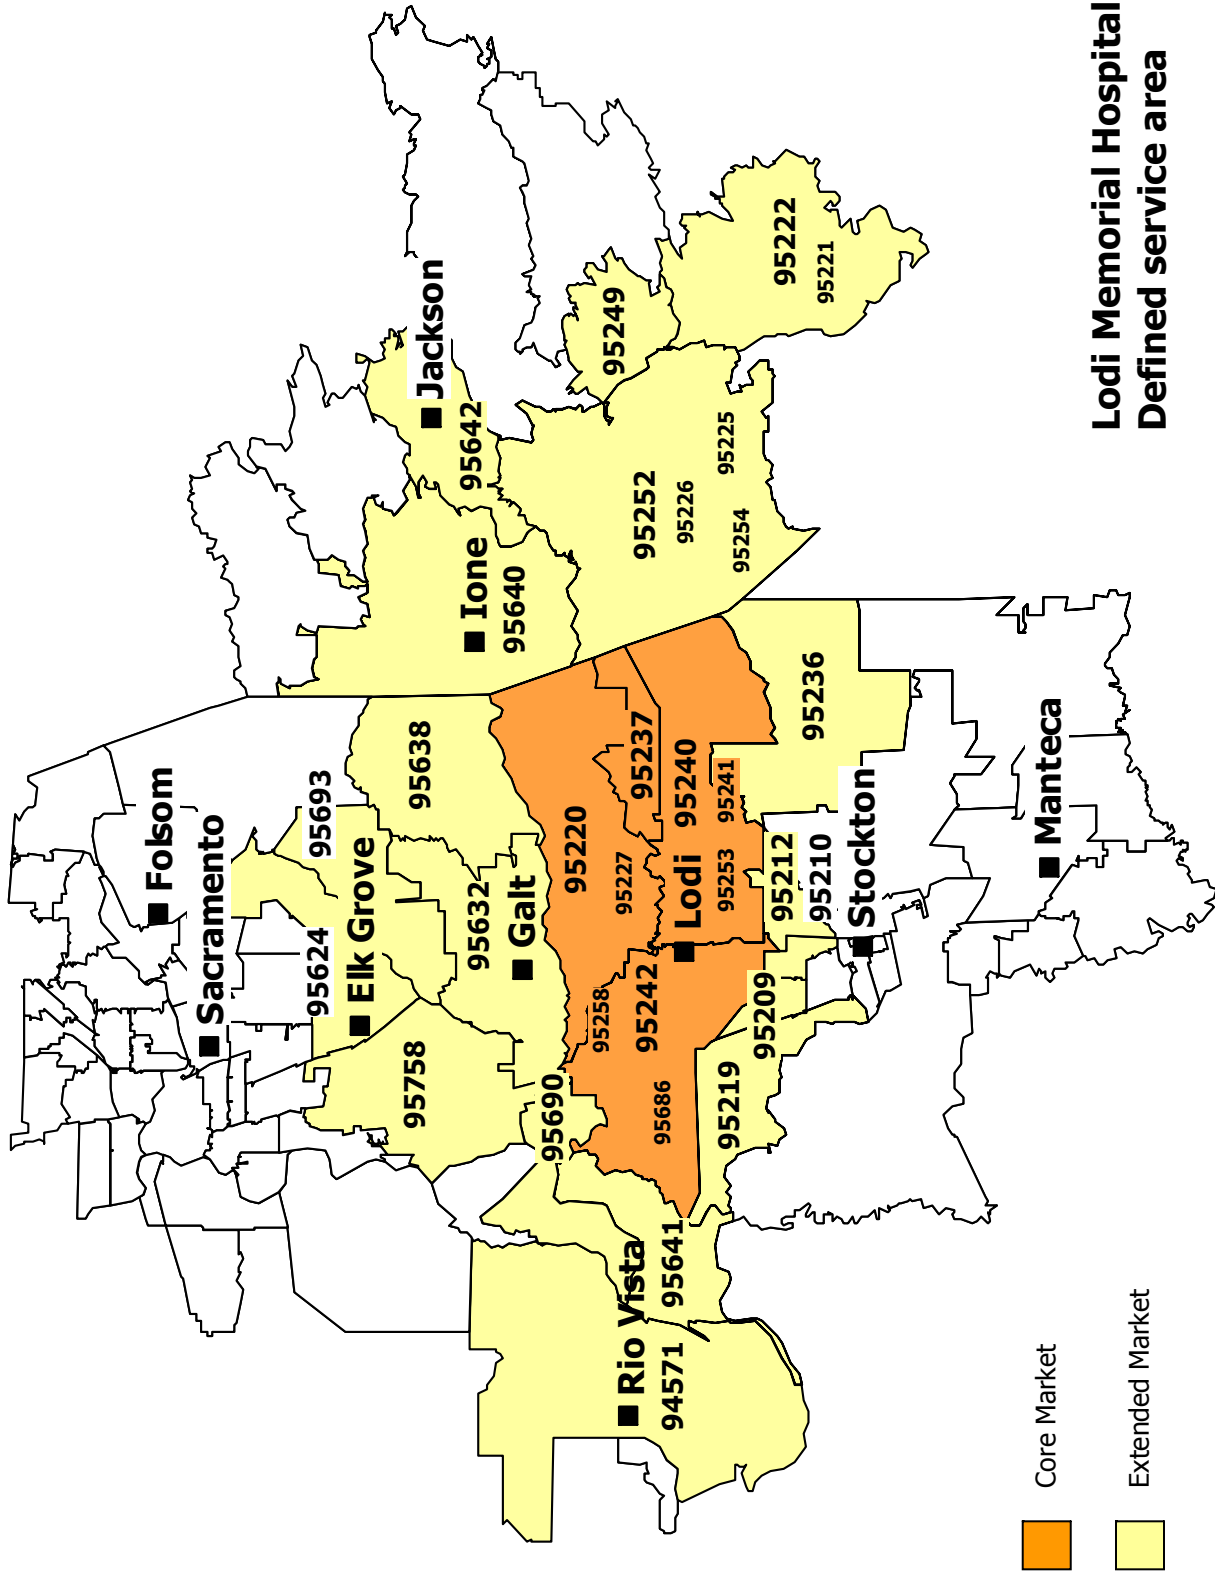 Folsom
Sacramento
95693
95624
Elk Grove
Jackson
95642
95638
95758
Ione
95640
95632
Galt
95690
95220
95227
95237
95258
95242
95240
95241
Lodi
95253
95686
95252
95226
95225
95254
95249
95222
95221
95236
95212
95210
95209
95219
Stockton
Rio Vista
95641
94571
Manteca
Lodi Memorial Hospital
Defined service area
Core Market
Extended Market